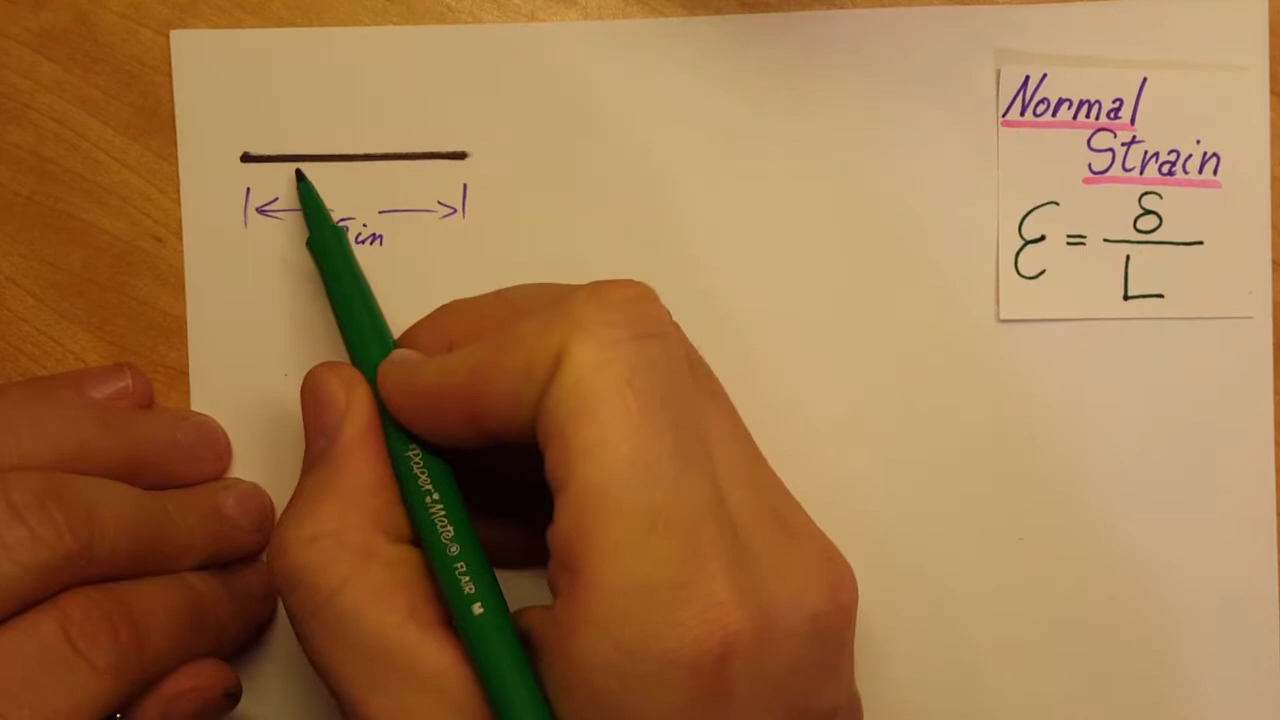 Normal
Strain
ε = δ
L
in
Paper:Mate® FLAIR M